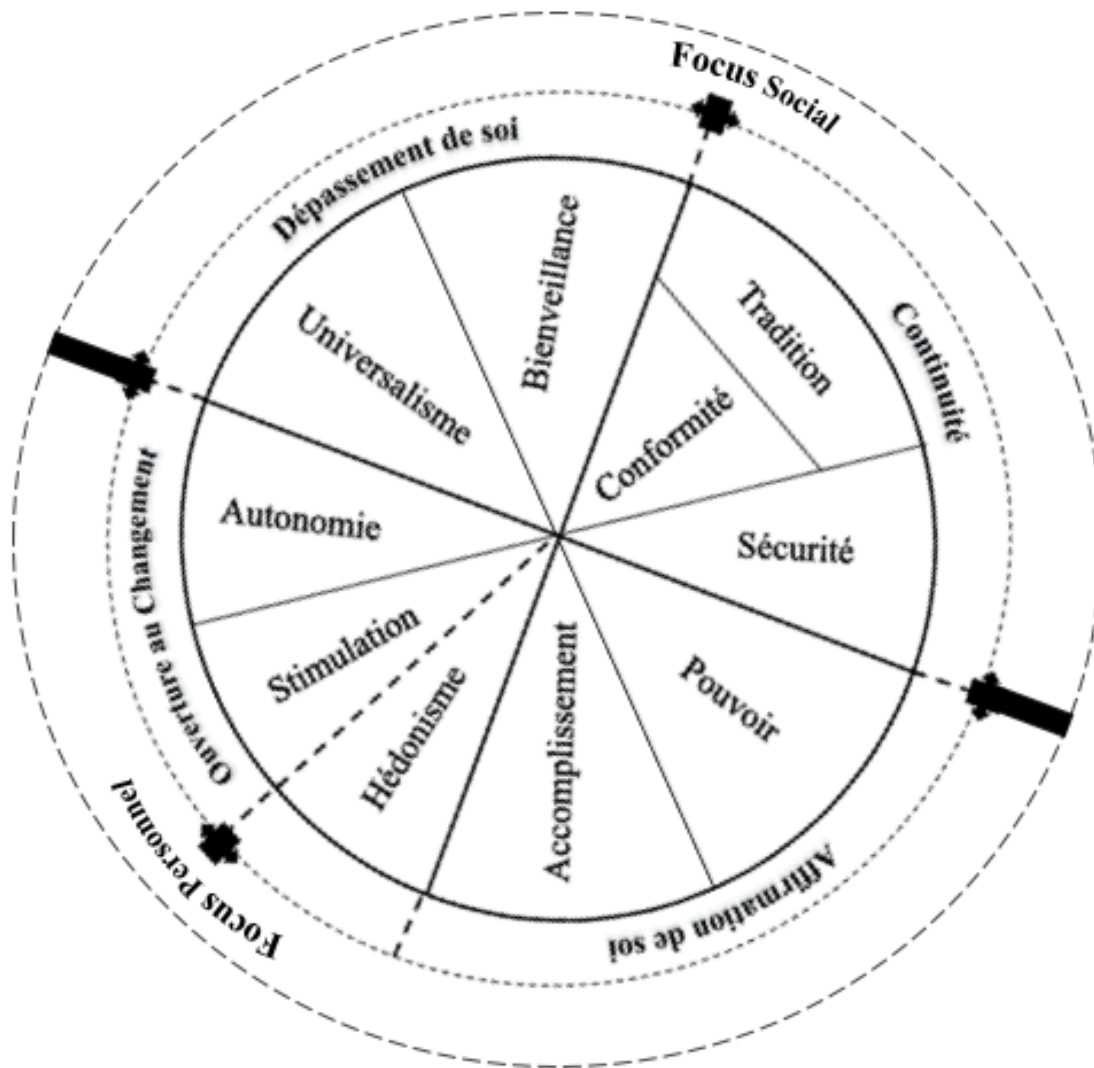 Focus Social
Dépassement de soi
Bienveillance
Tradition
Continuité
Universalisme
Conformité
Autonomie
Sécurité
Ouverture au Changement
Stimulation
Hédonisme
Accomplissement
Pouvoir
Focus Personnel
Affirmation de soi